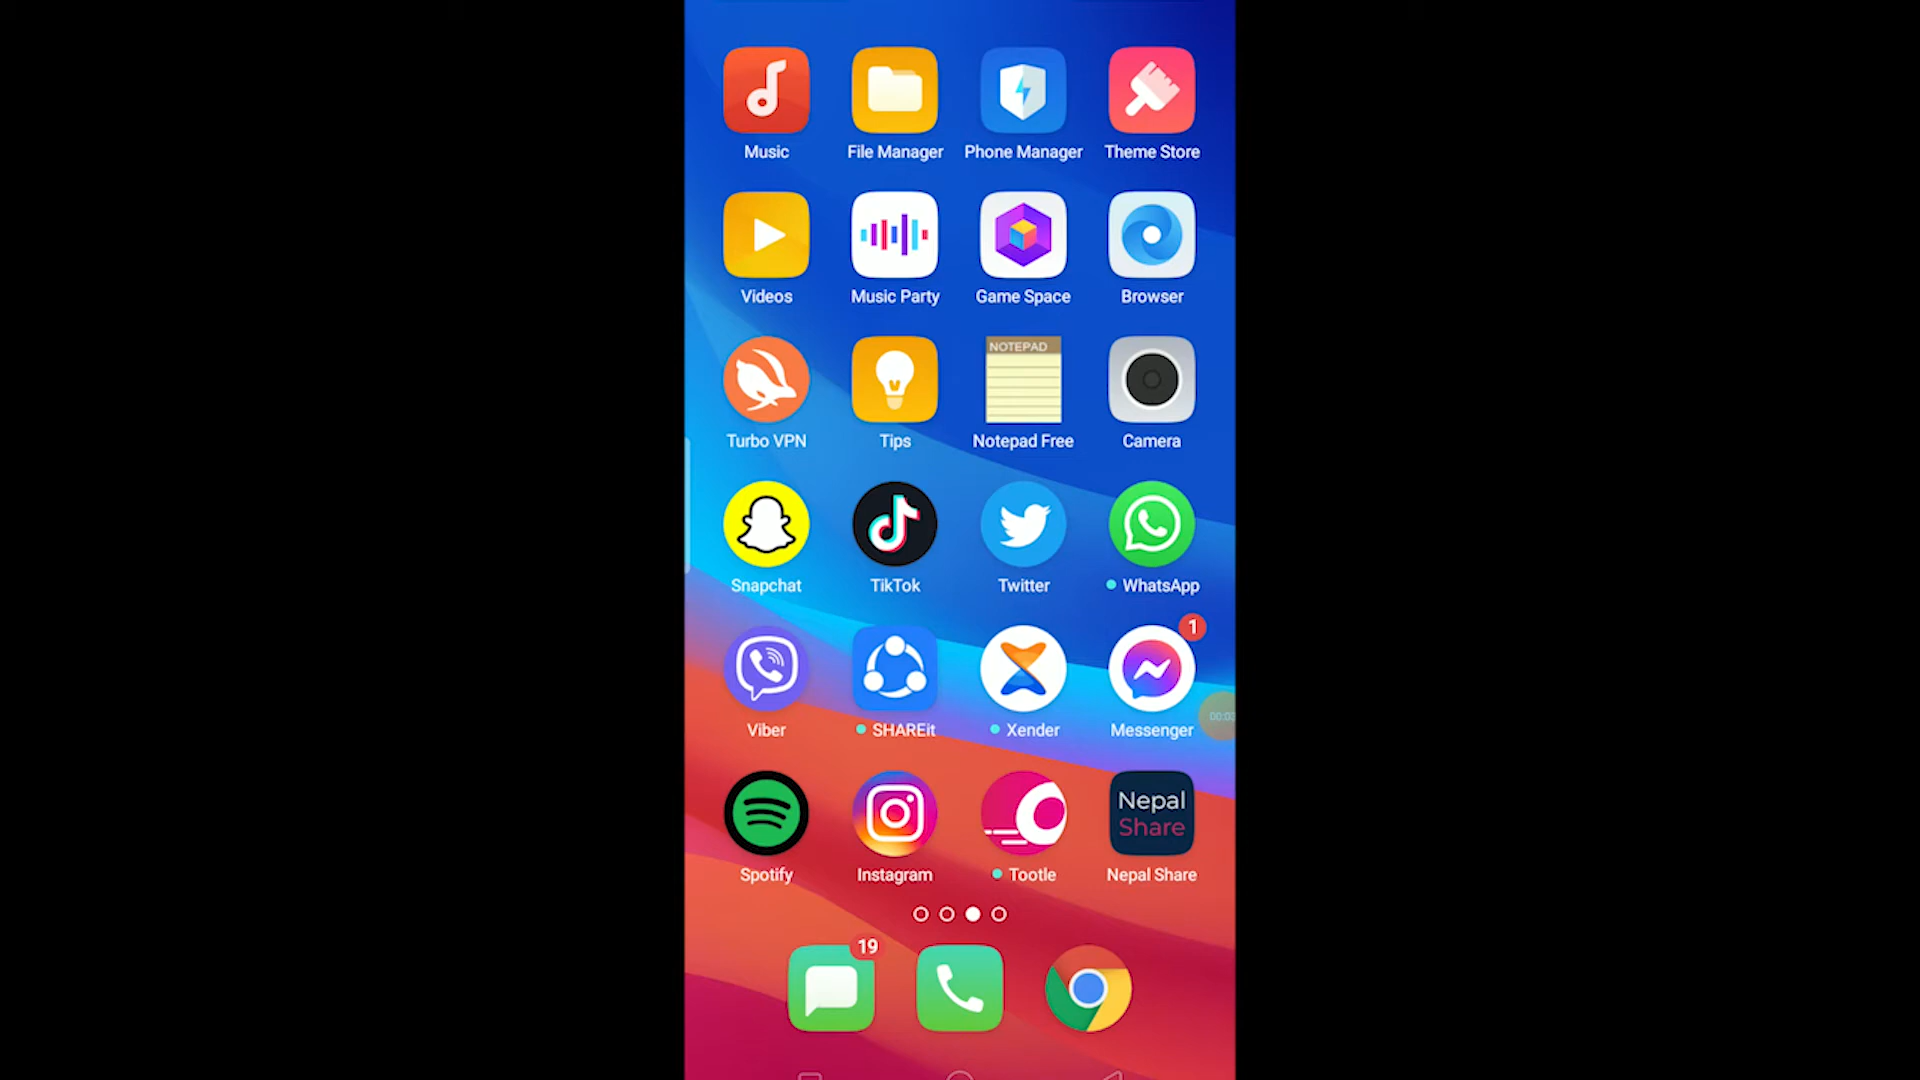 Music File Manager Phone Manager Theme Store
Videos Music Party Game Space Browser
NOTEPAD
Turbo VPN Tips Notepad Free Camera
Snapchat TikTok Twitter WhatsApp
1
Viber SHAREit Xender Messenger
Nepal
Share
Spotify Instagram Tootle Nepal Share
19